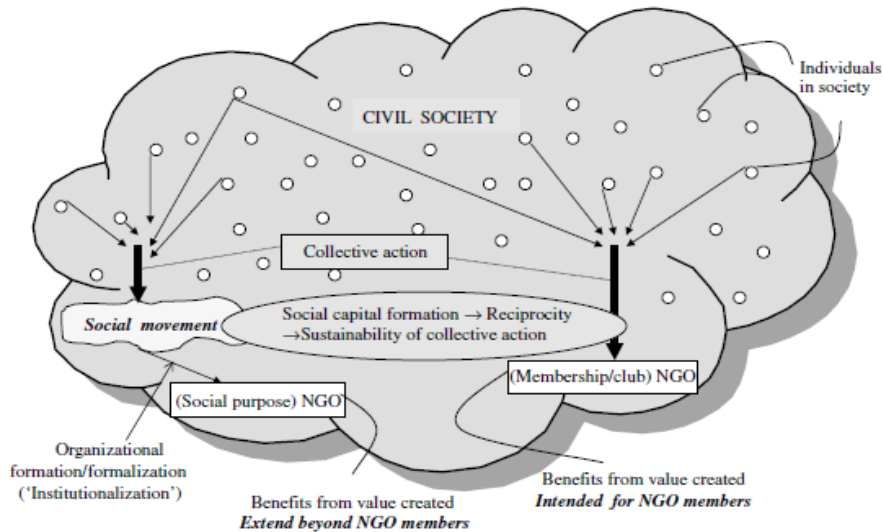 Individuals
in society
CIVIL SOCIETY
Collective action
Social capital formation → Reciprocity
→Sustainability of collective action
Social movement
(Membership/club) NGO
(Social purpose) NGO
Organizational
formation/formalization
(‘Institutionalization’)
Benefits from value created
Extend beyond NGO members
Benefits from value created
Intended for NGO members